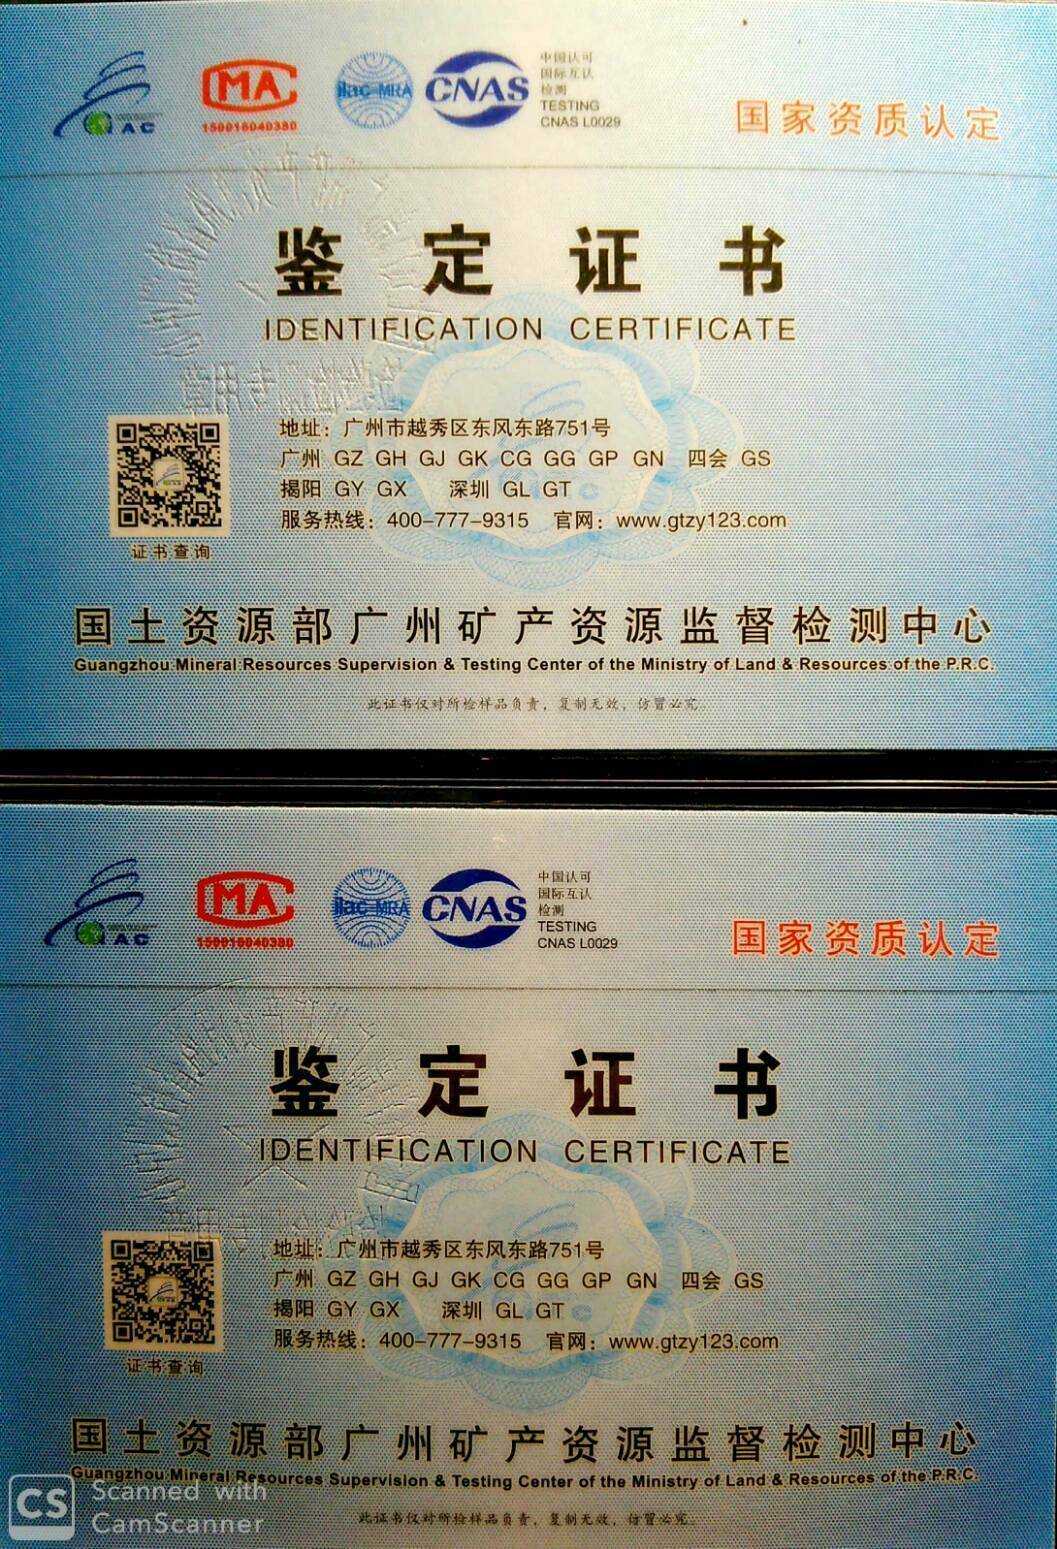 AC
MA
150016040380
ilac-MRA
CNAS
中国认可
国际互认
检测
TESTING
CNAS L0029
国家资质认定
鉴定证书
IDENTIFICATION CERTIFICATE
地址：广州市越秀区东风东路751号
广州 GZ GH GJ GK CG GG GP GN 四会 GS
揭阳 GY GX 深圳 GL GT
服务热线：400-777-9315 官网：www.gtzy123.com
证书查询
国土资源部广州矿产资源监督检测中心
Guangzhou Mineral Resources Supervision & Testing Center of the Ministry of Land & Resources of the P.R.C.
此证书仅对所检样品负责，复制无效，仿冒必究。
AC
MA
150016040380
ilac-MRA
CNAS
中国认可
国际互认
检测
TESTING
CNAS L0029
国家资质认定
鉴定证书
IDENTIFICATION CERTIFICATE
地址：广州市越秀区东风东路751号
广州 GZ GH GJ GK CG GG GP GN 四会 GS
揭阳 GY GX 深圳 GL GT
服务热线：400-777-9315 官网：www.gtzy123.com
证书查询
国土资源部广州矿产资源监督检测中心
Guangzhou Mineral Resources Supervision & Testing Center of the Ministry of Land & Resources of the P.R.C.
此证书仅对所检样品负责，复制无效，仿冒必究。
CS Scanned with
CamScanner